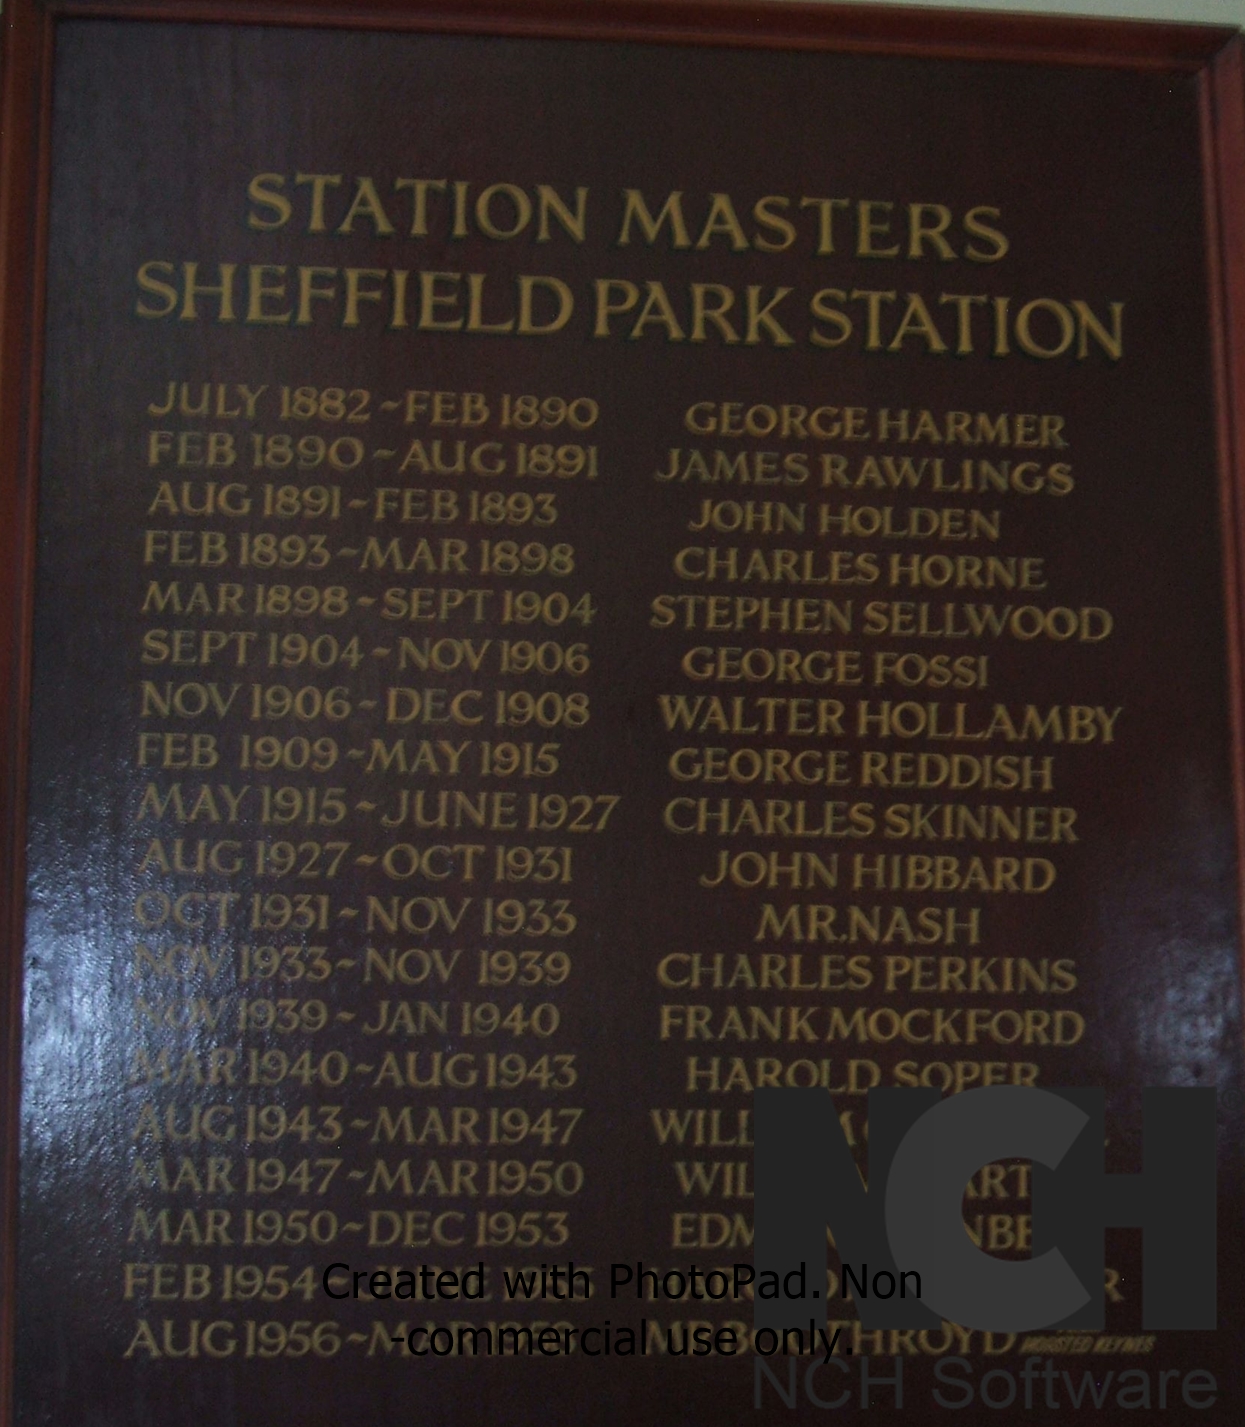 STATION MASTERS
SHEFFIELD PARK STATION
JULY 1882 ~ FEB 1890 GEORGE HARMER
FEB 1890 ~ AUG 1891 JAMES RAWLINGS
AUG 1891 ~ FEB 1893 JOHN HOLDEN
FEB 1893 ~ MAR 1898 CHARLES HORNE
MAR 1898 ~ SEPT 1904 STEPHEN SELLWOOD
SEPT 1904 ~ NOV 1906 GEORGE FOSSI
NOV 1906 ~ DEC 1908 WALTER HOLLAMBY
FEB 1909 ~ MAY 1915 GEORGE REDDISH
MAY 1915 ~ JUNE 1927 CHARLES SKINNER
AUG 1927 ~ OCT 1931 JOHN HIBBARD
OCT 1931 ~ NOV 1933 MR. NASH
NOV 1933 ~ NOV 1939 CHARLES PERKINS
NOV 1939 ~ JAN 1940 FRANK MOCKFORD
MAR 1940 ~ AUG 1943 HAROLD SOPER
AUG 1943 ~ MAR 1947
MAR 1947 ~ MAR 1950
MAR 1950 ~ DEC 1953
FEB 1954 ~
AUG 1956 ~
HORSTED KEYNES
Created with PhotoPad. Non
-commercial use only.
NCH
NCH Software